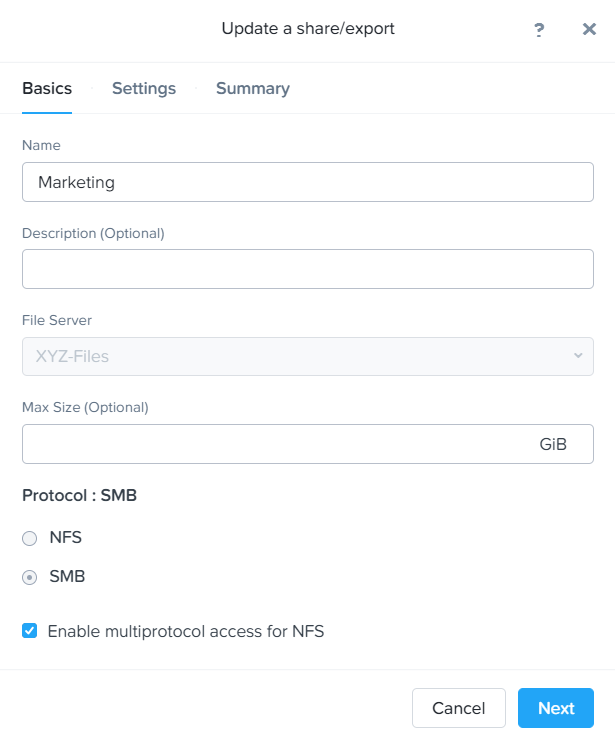 Update a share/export ? ×
Basics Settings Summary
Name
Marketing
Description (Optional)
File Server
XYZ-Files
Max Size (Optional)
GiB
Protocol : SMB
NFS
SMB
Enable multiprotocol access for NFS
Cancel Next